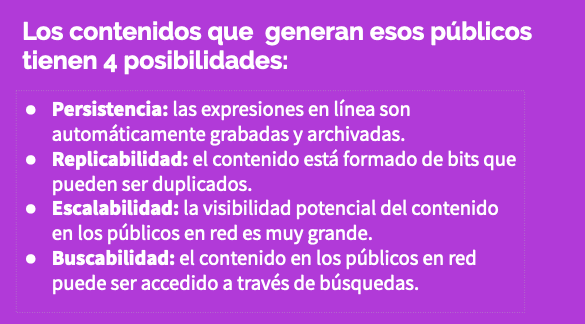 Los contenidos que  generan esos públicos
tienen 4 posibilidades:
● Persistencia: las expresiones en línea son
automáticamente grabadas y archivadas.
● Replicabilidad: el contenido está formado de bits que
pueden ser duplicados.
● Escalabilidad: la visibilidad potencial del contenido
en los públicos en red es muy grande.
● Buscabilidad: el contenido en los públicos en red
puede ser accedido a través de búsquedas.